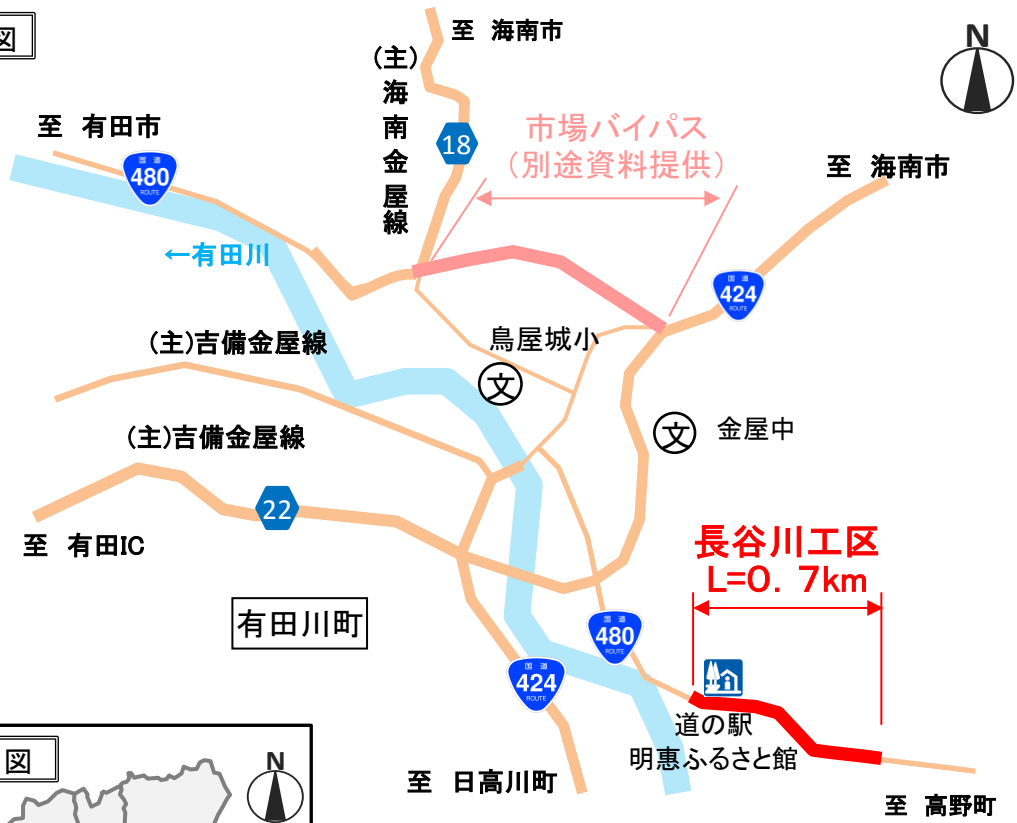 図
至 海南市
N
(主)海南金屋線
18
市場バイパス
(別途資料提供)
至 有田市
国道
480
ROUTE
至 海南市
←有田川
国道
424
ROUTE
(主)吉備金屋線
鳥屋城小
文
(主)吉備金屋線
文
金屋中
22
至 有田IC
長谷川工区
L=0.7km
有田川町
国道
480
ROUTE
国道
424
ROUTE
道の駅
明恵ふるさと館
図
N
至 日高川町
至 高野町